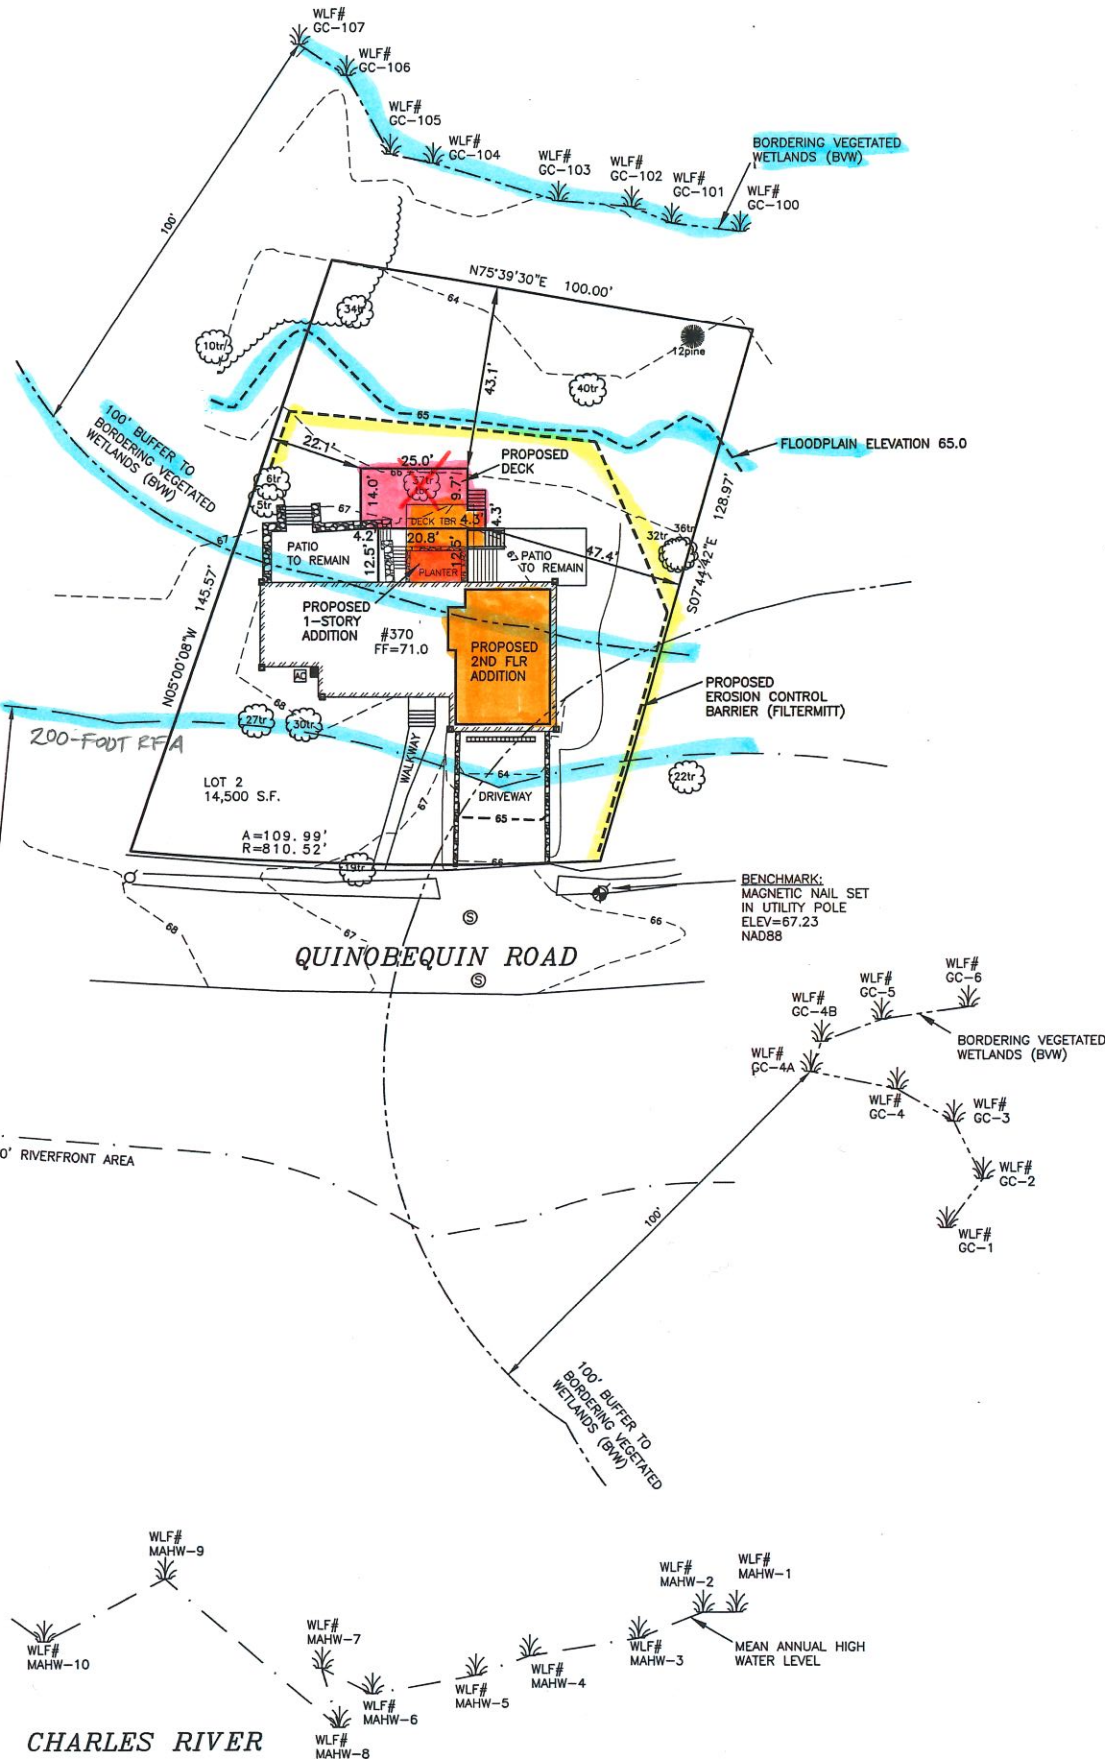 WLF#
GC-107
WLF#
GC-106
WLF#
GC-105
WLF#
GC-104
WLF#
GC-103
WLF#
GC-102
WLF#
GC-101
WLF#
GC-100
BORDERING VEGETATED
WETLANDS (BVW)
100'
N75°39'30"E 100.00'
64
34tr
10tr
12pine
40tr
43.1'
65
FLOODPLAIN ELEVATION 65.0
100' BUFFER TO
BORDERING VEGETATED
WETLANDS (BVW)
22.1'
25.0'
PROPOSED
DECK
66
37tr
14.0'
9.7'
6tr
5tr
67
DECK TBR
4.3'
4.3'
36tr
32tr
S07°44'42"E 128.97'
67
PATIO
TO REMAIN
4.2'
20.8'
12.5'
12.5'
67
PATIO
TO REMAIN
47.4'
PLANTER
N05°00'08"W 145.57'
PROPOSED
1-STORY
ADDITION
#370
FF=71.0
PROPOSED
2ND FLR
ADDITION
AC
PROPOSED
EROSION CONTROL
BARRIER (FILTERMITT)
68
27tr
30tr
200-FOOT RFA
WALKWAY
64
DRIVEWAY
22tr
LOT 2
14,500 S.F.
67
65
A=109.99'
R=810.52'
19tr
66
BENCHMARK:
MAGNETIC NAIL SET
IN UTILITY POLE
ELEV=67.23
NAD88
S
68
67
66
QUINOBEQUIN ROAD
S
WLF#
GC-6
WLF#
GC-5
WLF#
GC-4B
BORDERING VEGETATED
WETLANDS (BVW)
WLF#
GC-4A
WLF#
GC-4
WLF#
GC-3
WLF#
GC-2
WLF#
GC-1
0' RIVERFRONT AREA
100'
100' BUFFER TO
BORDERING VEGETATED
WETLANDS (BVW)
WLF#
MAHW-9
WLF#
MAHW-10
WLF#
MAHW-7
WLF#
MAHW-8
WLF#
MAHW-6
WLF#
MAHW-5
WLF#
MAHW-4
WLF#
MAHW-3
WLF#
MAHW-2
WLF#
MAHW-1
MEAN ANNUAL HIGH
WATER LEVEL
CHARLES RIVER